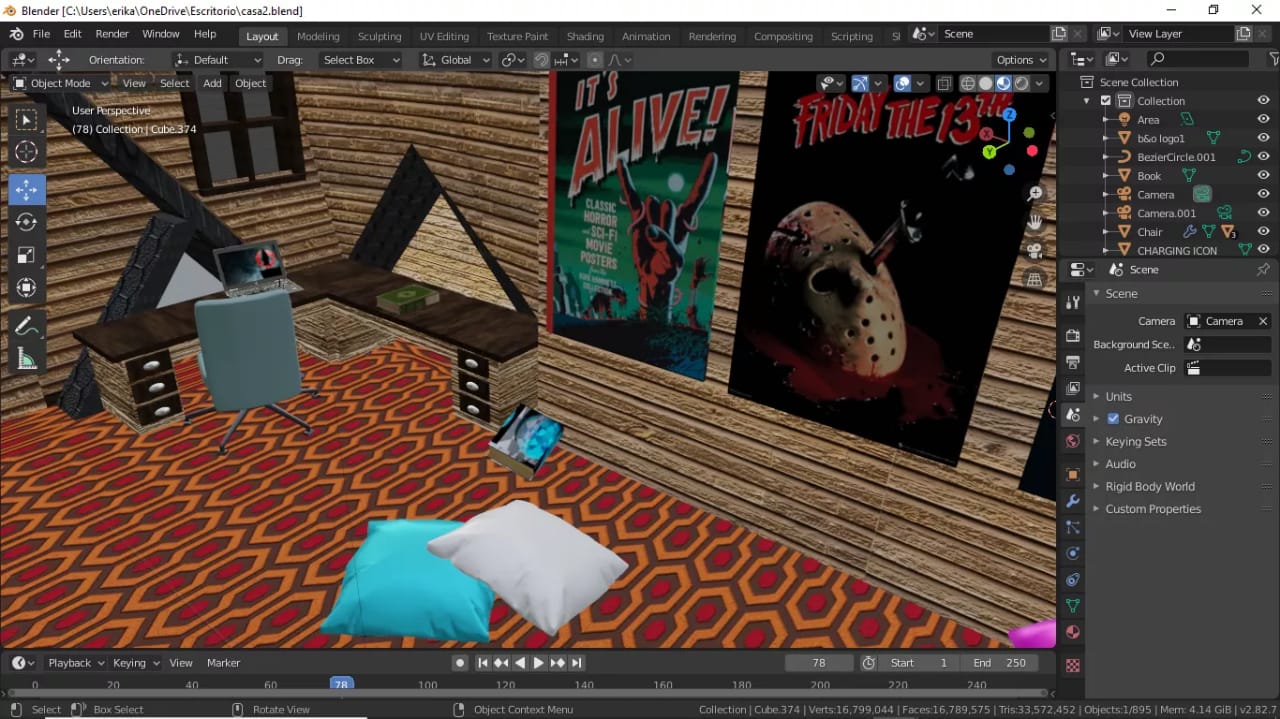 Blender [C:\Users\erika\OneDrive\Escritorio\casa2.blend]
File Edit Render Window Help Layout Modeling Sculpting UV Editing Texture Paint Shading Animation Rendering Compositing Scripting Scene View Layer
Orientation: Default Drag: Select Box Global Options
Object Mode View Select Add Object
User Perspective
(78) Collection | Cube.374
IT'S
ALIVE!
CLASSIC
HORROR
and SCI-FI
MOVIE
POSTERS
FRIDAY THE 13TH
Z
X
Y
Scene Collection
Collection
Area
b&o logo1
BezierCircle.001
Book
Camera
Camera.001
Chair 3
CHARGING ICON
Scene
Scene
Camera Camera
Background Sce..
Active Clip
Units
Gravity
Keying Sets
Audio
Rigid Body World
Custom Properties
Playback Keying View Marker 78 Start 1 End 250
0 20 40 60 78 100 120 140 160 180 200 220 240
Select Box Select Rotate View Object Context Menu Collection | Cube.374 | Verts:16,799,044 | Faces:16,789,575 | Tris:33,572,452 | Objects:1/895 | Mem: 4.14 GiB | v2.82.7